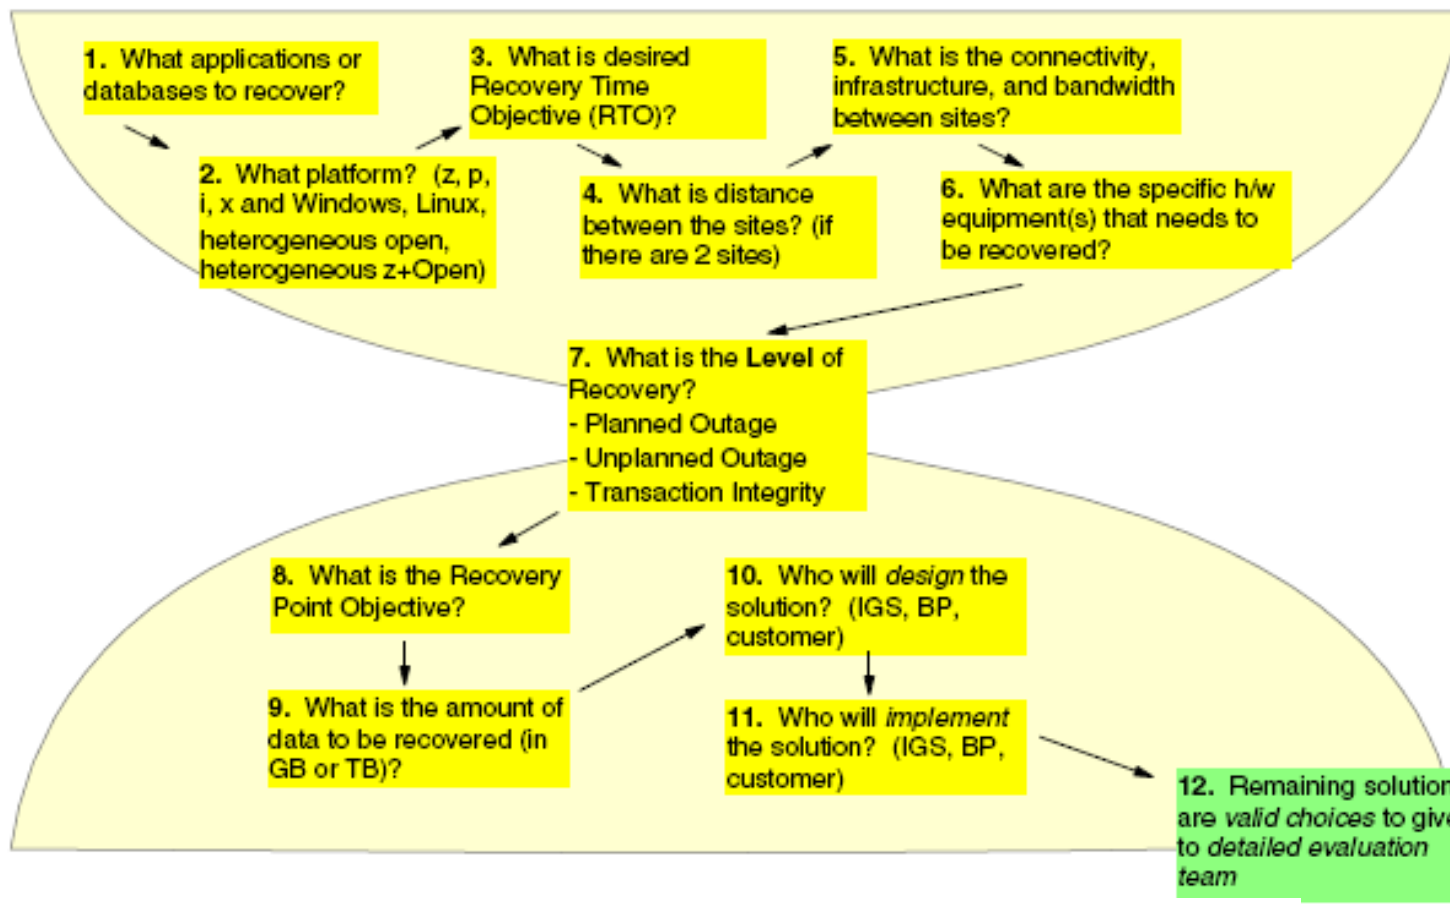 1. What applications or
databases to recover?
2. What platform? (z, p,
i, x and Windows, Linux,
heterogeneous open,
heterogeneous z+Open)
3. What is desired
Recovery Time
Objective (RTO)?
4. What is distance
between the sites? (if
there are 2 sites)
5. What is the connectivity,
infrastructure, and bandwidth
between sites?
6. What are the specific h/w
equipment(s) that needs to
be recovered?
7. What is the Level of
Recovery?
- Planned Outage
- Unplanned Outage
- Transaction Integrity
8. What is the Recovery
Point Objective?
9. What is the amount of
data to be recovered (in
GB or TB)?
10. Who will design the
solution? (IGS, BP,
customer)
11. Who will implement
the solution? (IGS, BP,
customer)
12. Remaining solution
are valid choices to give
to detailed evaluation
team